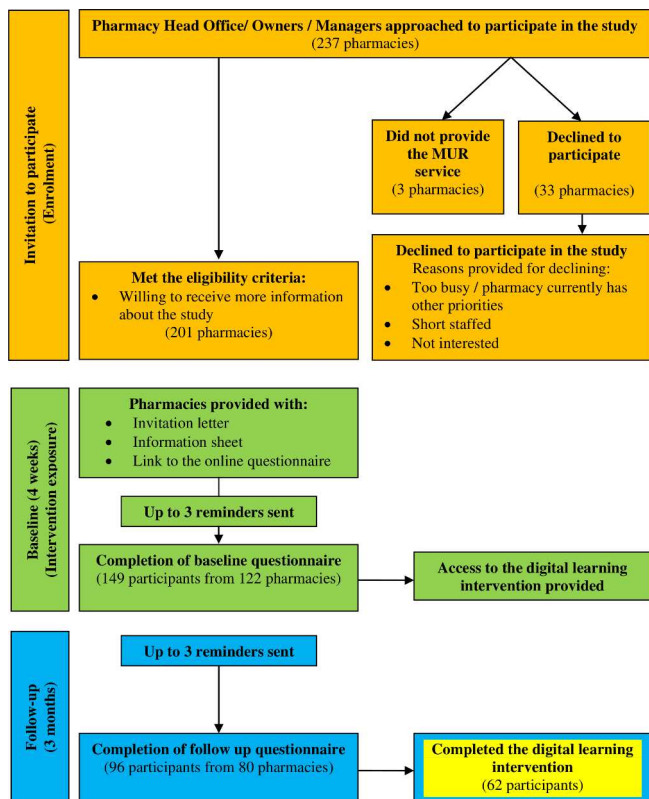 Pharmacy Head Office/ Owners / Managers approached to participate in the study
(237 pharmacies)
Invitation to participate
(Enrolment)
Did not provide
the MUR
service
(3 pharmacies)
Declined to
participate
(33 pharmacies)
Met the eligibility criteria:
• Willing to receive more information
about the study
(201 pharmacies)
Declined to participate in the study
Reasons provided for declining:
• Too busy / pharmacy currently has
other priorities
• Short staffed
• Not interested
Baseline (4 weeks)
(Intervention exposure)
Pharmacies provided with:
• Invitation letter
• Information sheet
• Link to the online questionnaire
Up to 3 reminders sent
Completion of baseline questionnaire
(149 participants from 122 pharmacies)
Access to the digital learning
intervention provided
Follow-up
(3 months)
Up to 3 reminders sent
Completion of follow up questionnaire
(96 participants from 80 pharmacies)
Completed the digital learning
intervention
(62 participants)